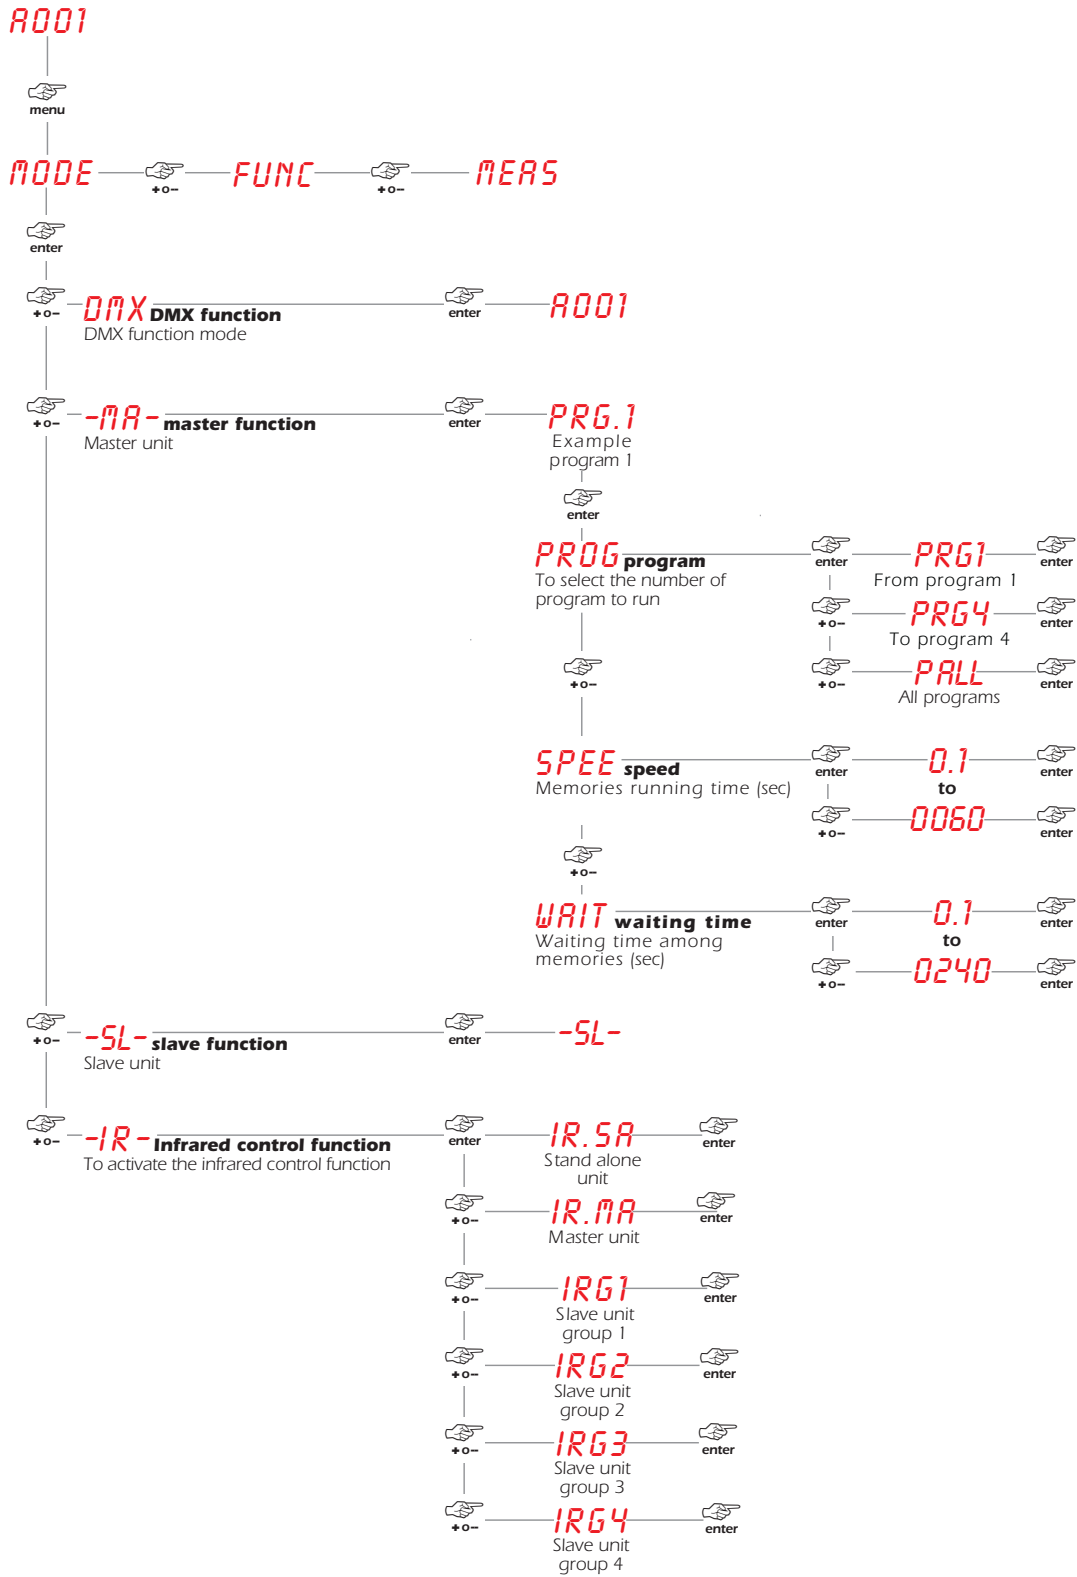 A001
menu
MODE +o– FUNC +o– MEAS
enter
+o– DMX DMX function enter A001
DMX function mode
+o– -MA- master function enter PRG.1
Master unit
Example
program 1
enter
PROG program enter PRG1 enter
To select the number of
program to run
From program 1
+o– PRG4 enter
To program 4
+o– PALL enter
All programs
+o–
SPEE speed enter 0.1 enter
Memories running time (sec)
to
+o– 0060 enter
+o–
WAIT waiting time enter 0.1 enter
Waiting time among
memories (sec)
to
+o– 0240 enter
+o– -SL- slave function enter -SL-
Slave unit
+o– -IR- Infrared control function enter IR.SA enter
To activate the infrared control function
Stand alone
unit
+o– IR.MA enter
Master unit
+o– IRG1 enter
Slave unit
group 1
+o– IRG2 enter
Slave unit
group 2
+o– IRG3 enter
Slave unit
group 3
+o– IRG4 enter
Slave unit
group 4